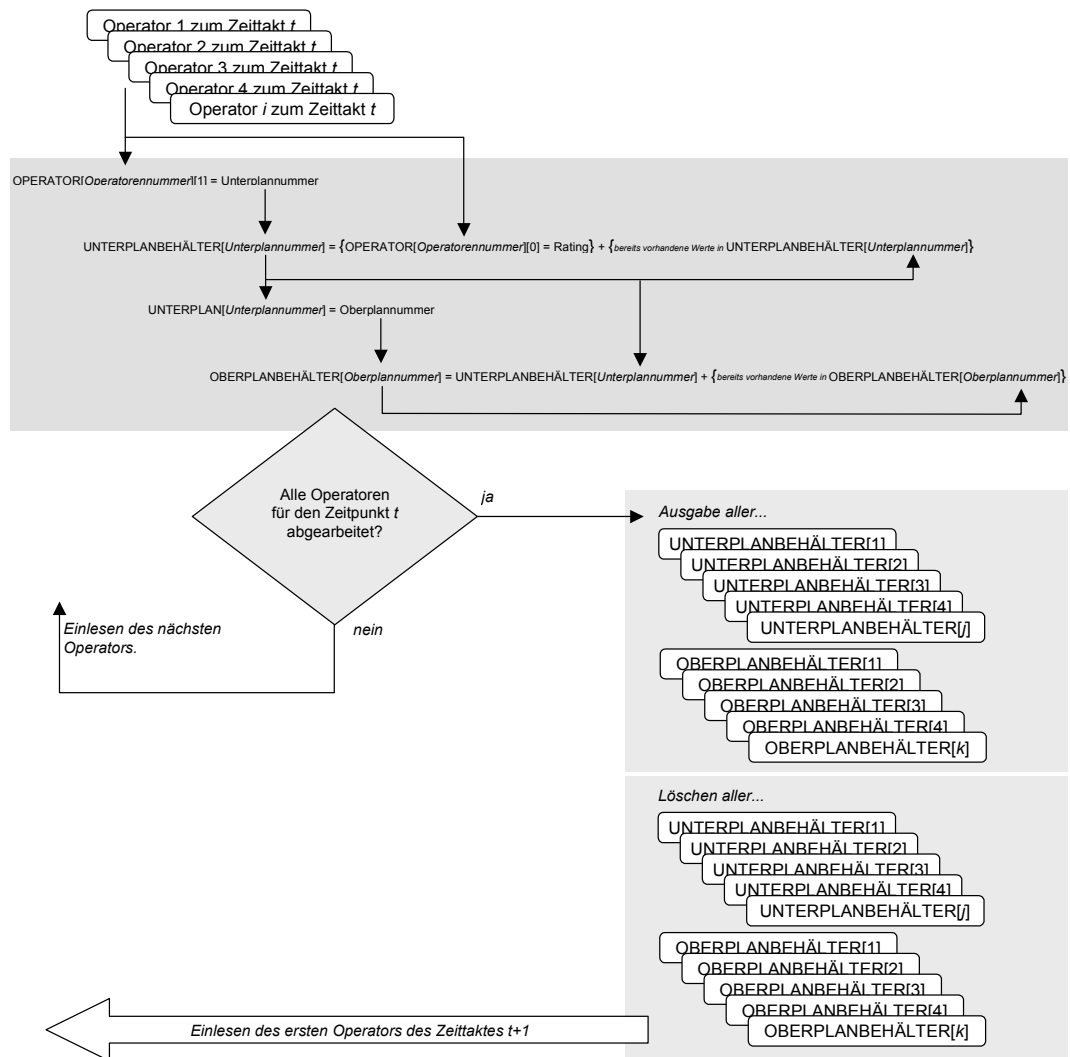 Operator 1 zum Zeittakt t
Operator 2 zum Zeittakt t
Operator 3 zum Zeittakt t
Operator 4 zum Zeittakt t
Operator i zum Zeittakt t
OPERATOR[Operatorennummer][1] = Unterplannummer
UNTERPLANBEHÄLTER[Unterplannummer] = {OPERATOR[Operatorennummer][0] = Rating} + {bereits vorhandene Werte in UNTERPLANBEHÄLTER[Unterplannummer]}
UNTERPLAN[Unterplannummer] = Oberplannummer
OBERPLANBEHÄLTER[Oberplannummer] = UNTERPLANBEHÄLTER[Unterplannummer] + {bereits vorhandene Werte in OBERPLANBEHÄLTER[Oberplannummer]}
Alle Operatoren
für den Zeitpunkt t
abgearbeitet?
ja
nein
Einlesen des nächsten
Operators.
Ausgabe aller...
UNTERPLANBEHÄLTER[1]
UNTERPLANBEHÄLTER[2]
UNTERPLANBEHÄLTER[3]
UNTERPLANBEHÄLTER[4]
UNTERPLANBEHÄLTER[j]
OBERPLANBEHÄLTER[1]
OBERPLANBEHÄLTER[2]
OBERPLANBEHÄLTER[3]
OBERPLANBEHÄLTER[4]
OBERPLANBEHÄLTER[k]
Löschen aller...
UNTERPLANBEHÄLTER[1]
UNTERPLANBEHÄLTER[2]
UNTERPLANBEHÄLTER[3]
UNTERPLANBEHÄLTER[4]
UNTERPLANBEHÄLTER[j]
OBERPLANBEHÄLTER[1]
OBERPLANBEHÄLTER[2]
OBERPLANBEHÄLTER[3]
OBERPLANBEHÄLTER[4]
OBERPLANBEHÄLTER[k]
Einlesen des ersten Operators des Zeittaktes t+1